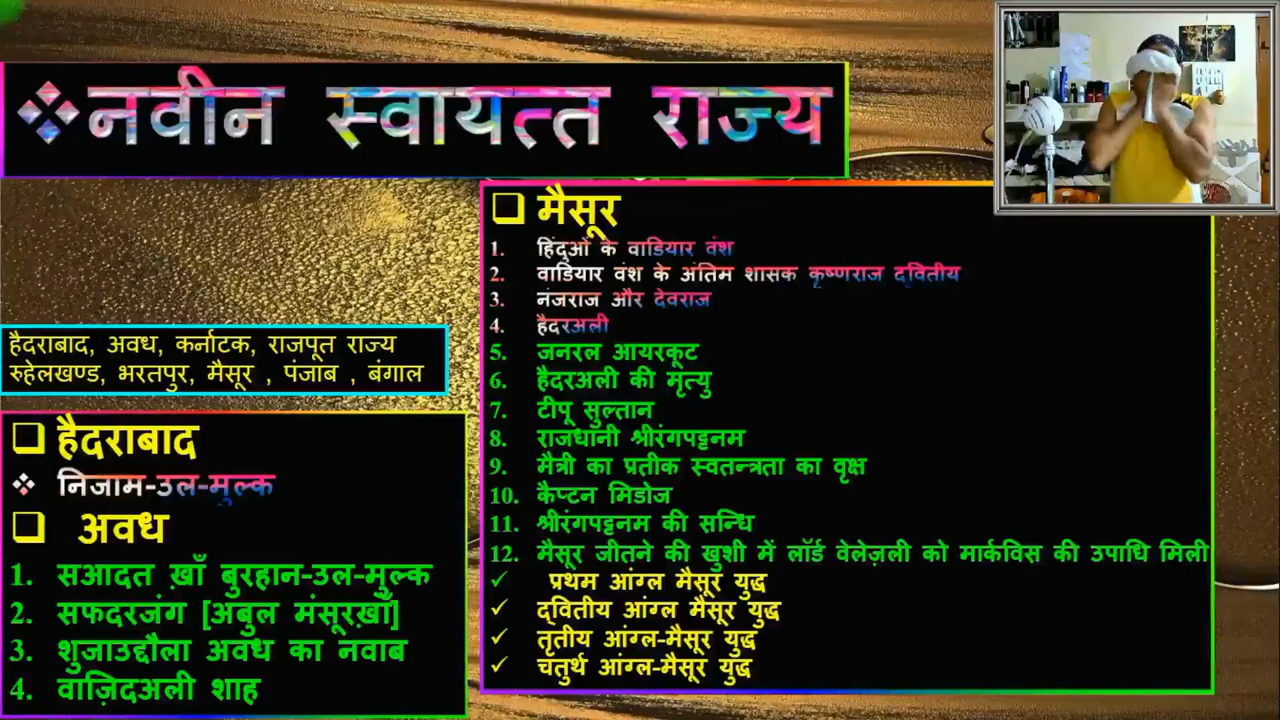 ❖नवीन स्वायत्त राज्य
हैदराबाद, अवध, कर्नाटक, राजपूत राज्य
रुहेलखण्ड, भरतपुर, मैसूर , पंजाब , बंगाल
❑ हैदराबाद
❖ निजाम-उल-मुल्क
❑ अवध
1. सआदत ख़ाँ बुरहान-उल-मुल्क
2. सफदरजंग [अबुल मंसूरख़ाँ]
3. शुजाउद्दौला अवध का नवाब
4. वाज़िदअली शाह
❑ मैसूर
1. हिंदुओं के वाडियार वंश
2. वाडियार वंश के अंतिम शासक कृष्णराज द्वितीय
3. नंजराज और देवराज
4. हैदरअली
5. जनरल आयरकूट
6. हैदरअली की मृत्यु
7. टीपू सुल्तान
8. राजधानी श्रीरंगपट्टनम
9. मैत्री का प्रतीक स्वतन्त्रता का वृक्ष
10. कैप्टन मिडोज
11. श्रीरंगपट्टनम की सन्धि
12. मैसूर जीतने की खुशी में लॉर्ड वेलेज़ली को मार्कविस की उपाधि मिली
✓ प्रथम आंग्ल मैसूर युद्ध
✓ द्वितीय आंग्ल मैसूर युद्ध
✓ तृतीय आंग्ल-मैसूर युद्ध
✓ चतुर्थ आंग्ल-मैसूर युद्ध